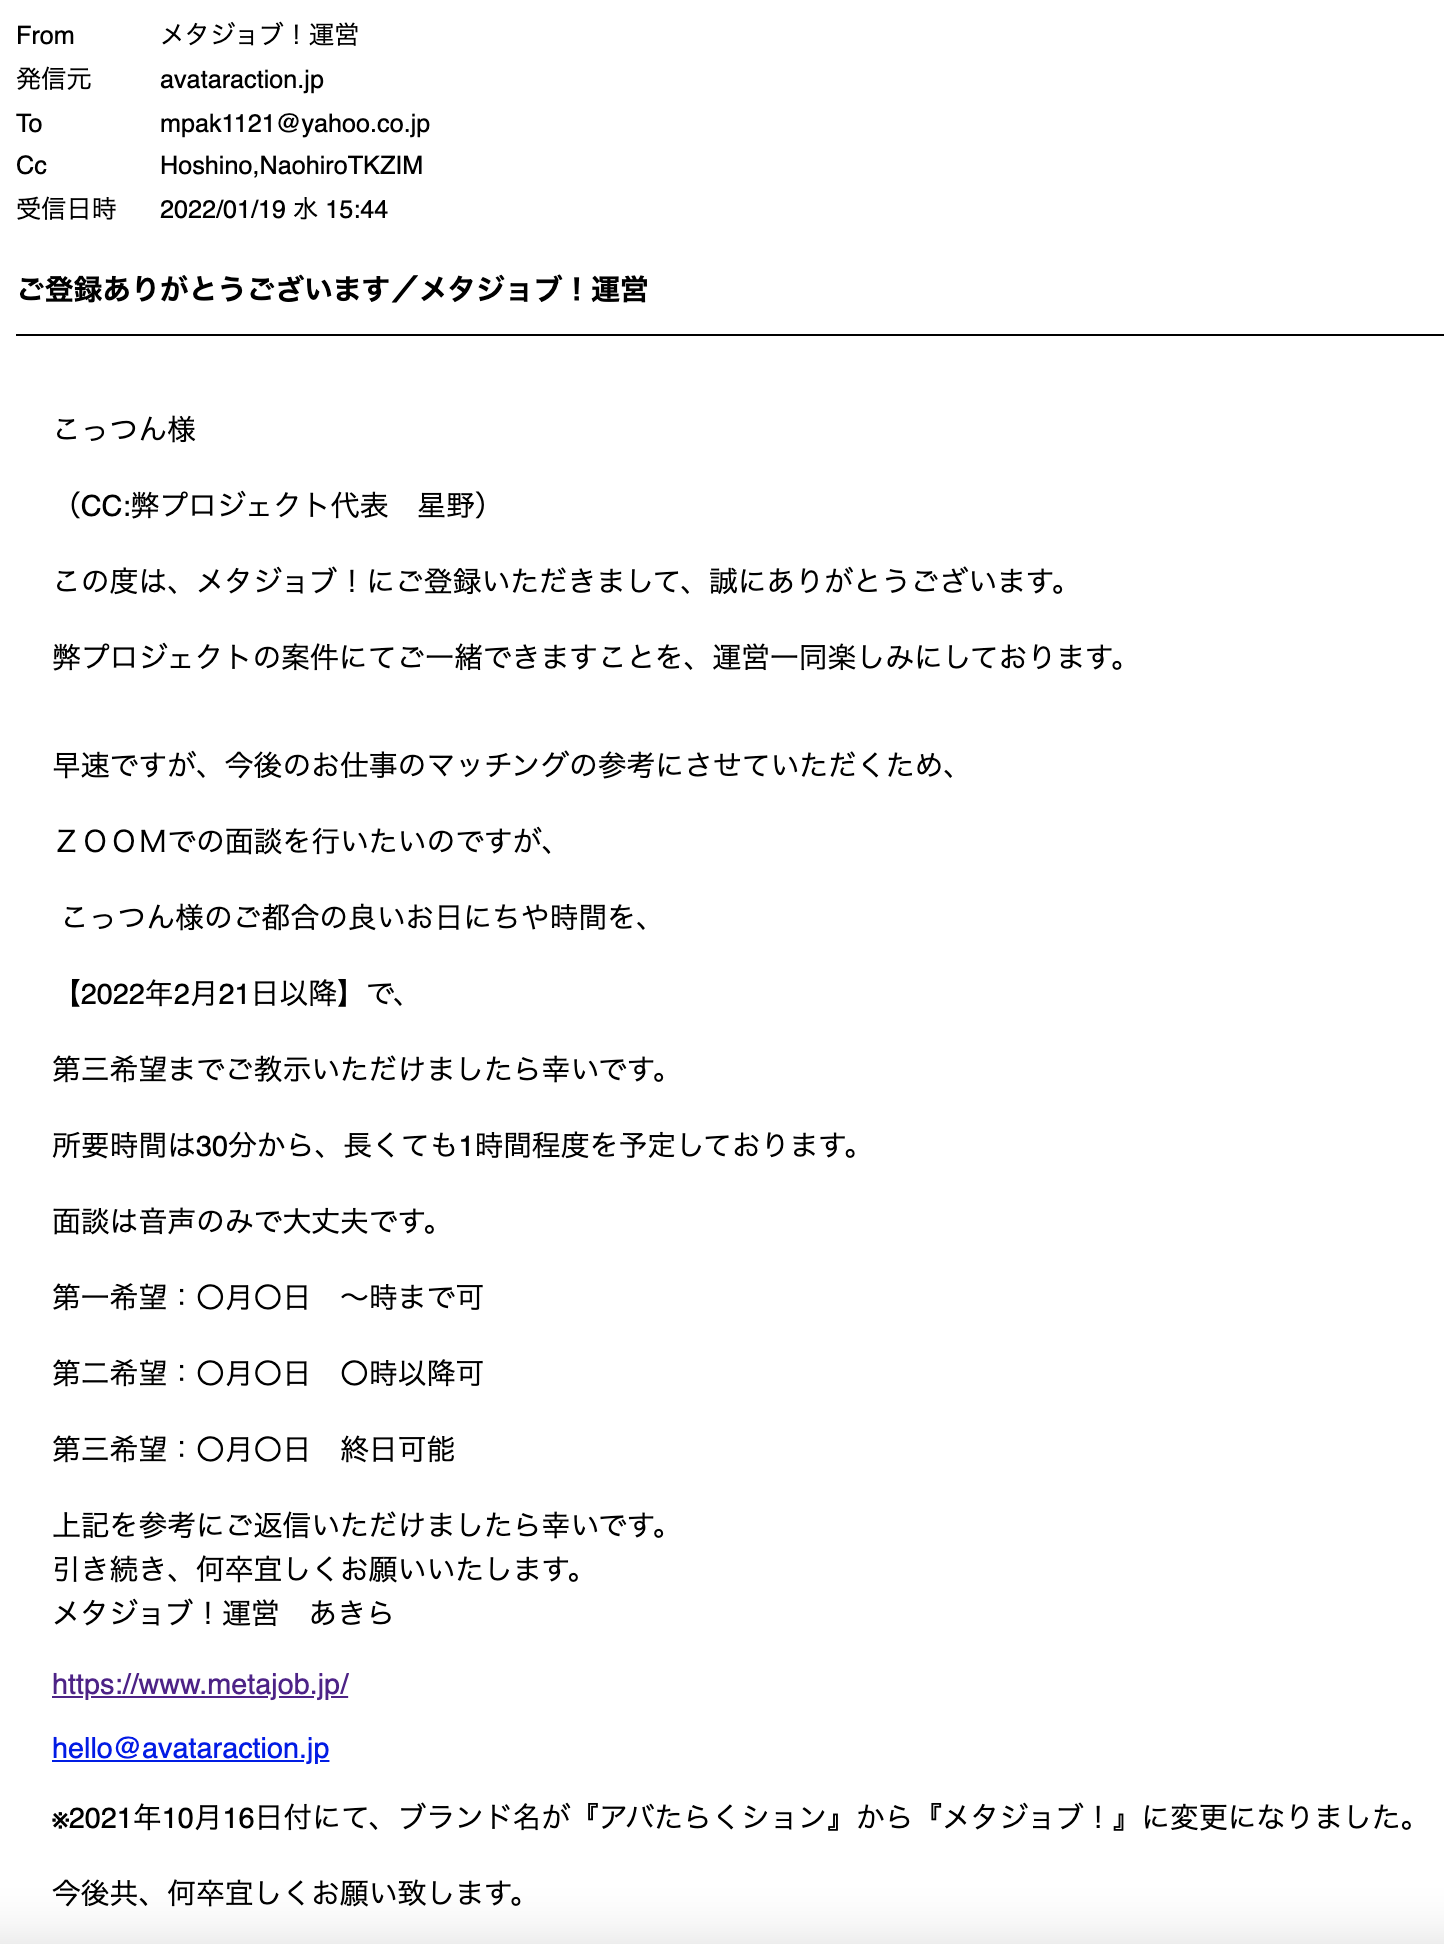 From メタジョブ！運営
発信元 avataraction.jp
To mpak1121@yahoo.co.jp
Cc Hoshino,NaohiroTKZIM
受信日時 2022/01/19 水 15:44
ご登録ありがとうございます／メタジョブ！運営
こっつん様
（CC:弊プロジェクト代表　星野）
この度は、メタジョブ！にご登録いただきまして、誠にありがとうございます。
弊プロジェクトの案件にてご一緒できますことを、運営一同楽しみにしております。
早速ですが、今後のお仕事のマッチングの参考にさせていただくため、
ＺＯＯＭでの面談を行いたいのですが、
こっつん様のご都合の良いお日にちや時間を、
【2022年2月21日以降】で、
第三希望までご教示いただけましたら幸いです。
所要時間は30分から、長くても1時間程度を予定しております。
面談は音声のみで大丈夫です。
第一希望：〇月〇日　〜時まで可
第二希望：〇月〇日　〇時以降可
第三希望：〇月〇日　終日可能
上記を参考にご返信いただけましたら幸いです。
引き続き、何卒宜しくお願いいたします。
メタジョブ！運営　あきら
https://www.metajob.jp/
hello@avataraction.jp
※2021年10月16日付にて、ブランド名が『アバたらくション』から『メタジョブ！』に変更になりました。
今後共、何卒宜しくお願い致します。